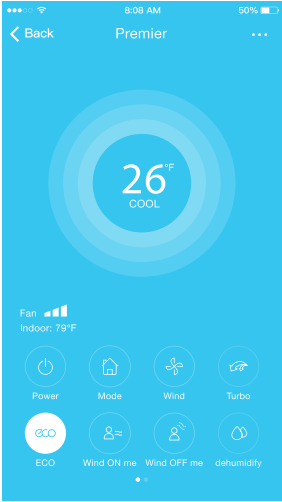 8:08 AM 50%
Back Premier ...
26°F
COOL
Fan
Indoor: 79°F
Power Mode Wind Turbo
eco
ECO Wind ON me Wind OFF me dehumidify